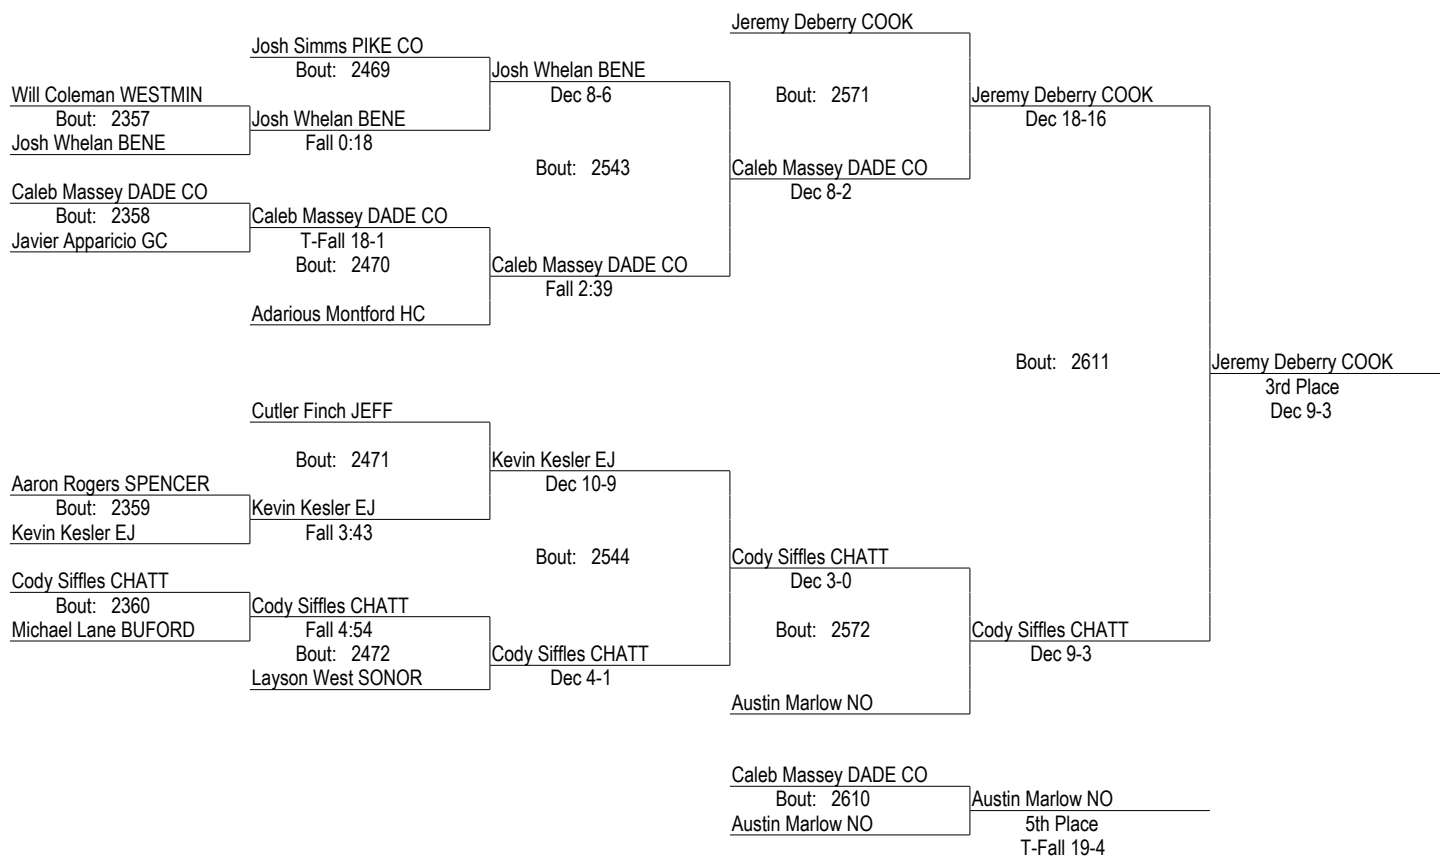 Jeremy Deberry COOK
Josh Simms PIKE CO
Bout: 2469
Josh Whelan BENE
Dec 8-6
Will Coleman WESTMIN
Bout: 2357
Josh Whelan BENE
Josh Whelan BENE
Fall 0:18
Bout: 2571
Jeremy Deberry COOK
Dec 18-16
Bout: 2543
Caleb Massey DADE CO
Dec 8-2
Caleb Massey DADE CO
Bout: 2358
Javier Apparicio GC
Caleb Massey DADE CO
T-Fall 18-1
Bout: 2470
Caleb Massey DADE CO
Fall 2:39
Adarious Montford HC
Bout: 2611
Jeremy Deberry COOK
3rd Place
Dec 9-3
Cutler Finch JEFF
Bout: 2471
Kevin Kesler EJ
Dec 10-9
Aaron Rogers SPENCER
Bout: 2359
Kevin Kesler EJ
Kevin Kesler EJ
Fall 3:43
Bout: 2544
Cody Siffles CHATT
Dec 3-0
Cody Siffles CHATT
Bout: 2360
Michael Lane BUFORD
Cody Siffles CHATT
Fall 4:54
Bout: 2472
Layson West SONOR
Cody Siffles CHATT
Dec 4-1
Bout: 2572
Cody Siffles CHATT
Dec 9-3
Austin Marlow NO
Caleb Massey DADE CO
Bout: 2610
Austin Marlow NO
Austin Marlow NO
5th Place
T-Fall 19-4